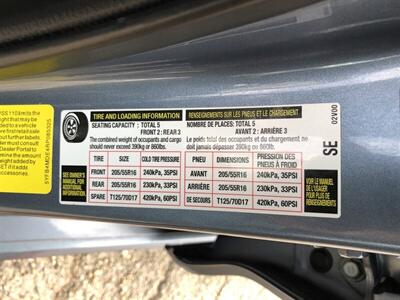 TIRE AND LOADING INFORMATION
SEATING CAPACITY : TOTAL 5
FRONT 2 : REAR 3
The combined weight of occupants and cargo
should never exceed 390kg or 860lbs.
RENSEIGNEMENTS SUR LES PNEUS ET LE CHARGEMENT
NOMBRE DE PLACES: TOTAL 5
AVANT 2 : ARRIÈRE 3
Le poids total des occupants et du chargement ne
doit jamais dépasser 390kg ou 860lbs.
SEE OWNER'S
MANUAL FOR
ADDITIONAL
INFORMATION
TIRE SIZE COLD TIRE PRESSURE
FRONT 205/55R16 240kPa, 35PSI
REAR 205/55R16 230kPa, 33PSI
SPARE T125/70D17 420kPa, 60PSI
PNEU DIMENSIONS PRESSION DES
PNEUS À FROID
AVANT 205/55R16 240kPa, 35PSI
ARRIÈRE 205/55R16 230kPa, 33PSI
DE SECOURS T125/70D17 420kPa, 60PSI
VOIR LE MANUEL
DE L'USAGER
POUR PLUS DE
RENSEIGNEMENTS
SE
02V00